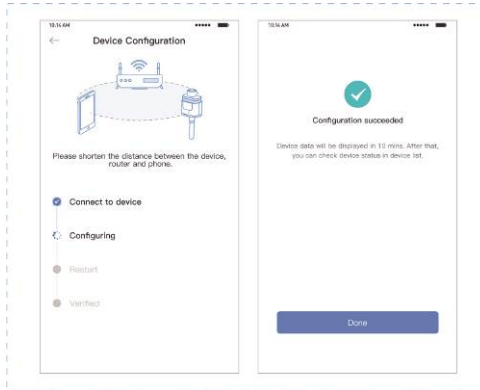 10:14 AM
Device Configuration
Please shorten the distance between the device,
router and phone.
Connect to device
Configuring
Restart
Verified
10:14 AM
Configuration succeeded
Device data will be displayed in 10 mins. After that,
you can check device status in device list.
Done